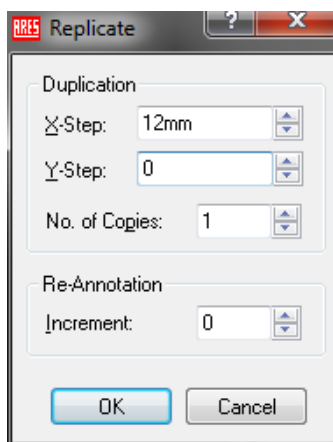 ARES Replicate ? X
Duplication
X-Step: 12mm
Y-Step: 0
No. of Copies: 1
Re-Annotation
Increment: 0
OK Cancel